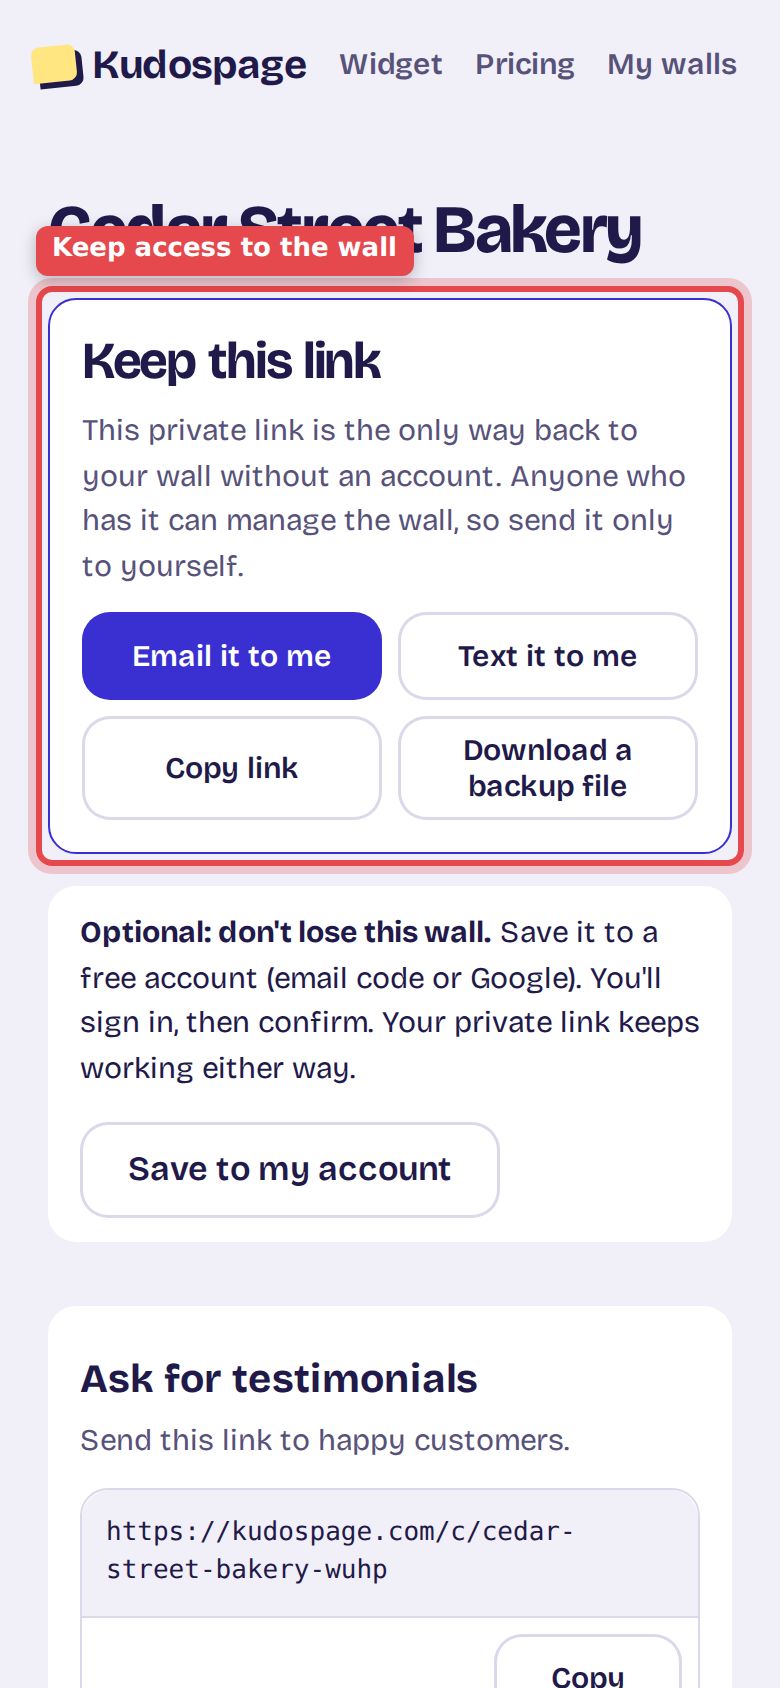 Kudospage Widget Pricing My walls
Cedar Street Bakery
Keep access to the wall
Keep this link
This private link is the only way back to
your wall without an account. Anyone who
has it can manage the wall, so send it only
to yourself.
Email it to me
Text it to me
Copy link
Download a
backup file
Optional: don't lose this wall. Save it to a
free account (email code or Google). You'll
sign in, then confirm. Your private link keeps
working either way.
Save to my account
Ask for testimonials
Send this link to happy customers.
https://kudospage.com/c/cedar-
street-bakery-wuhp
Copy